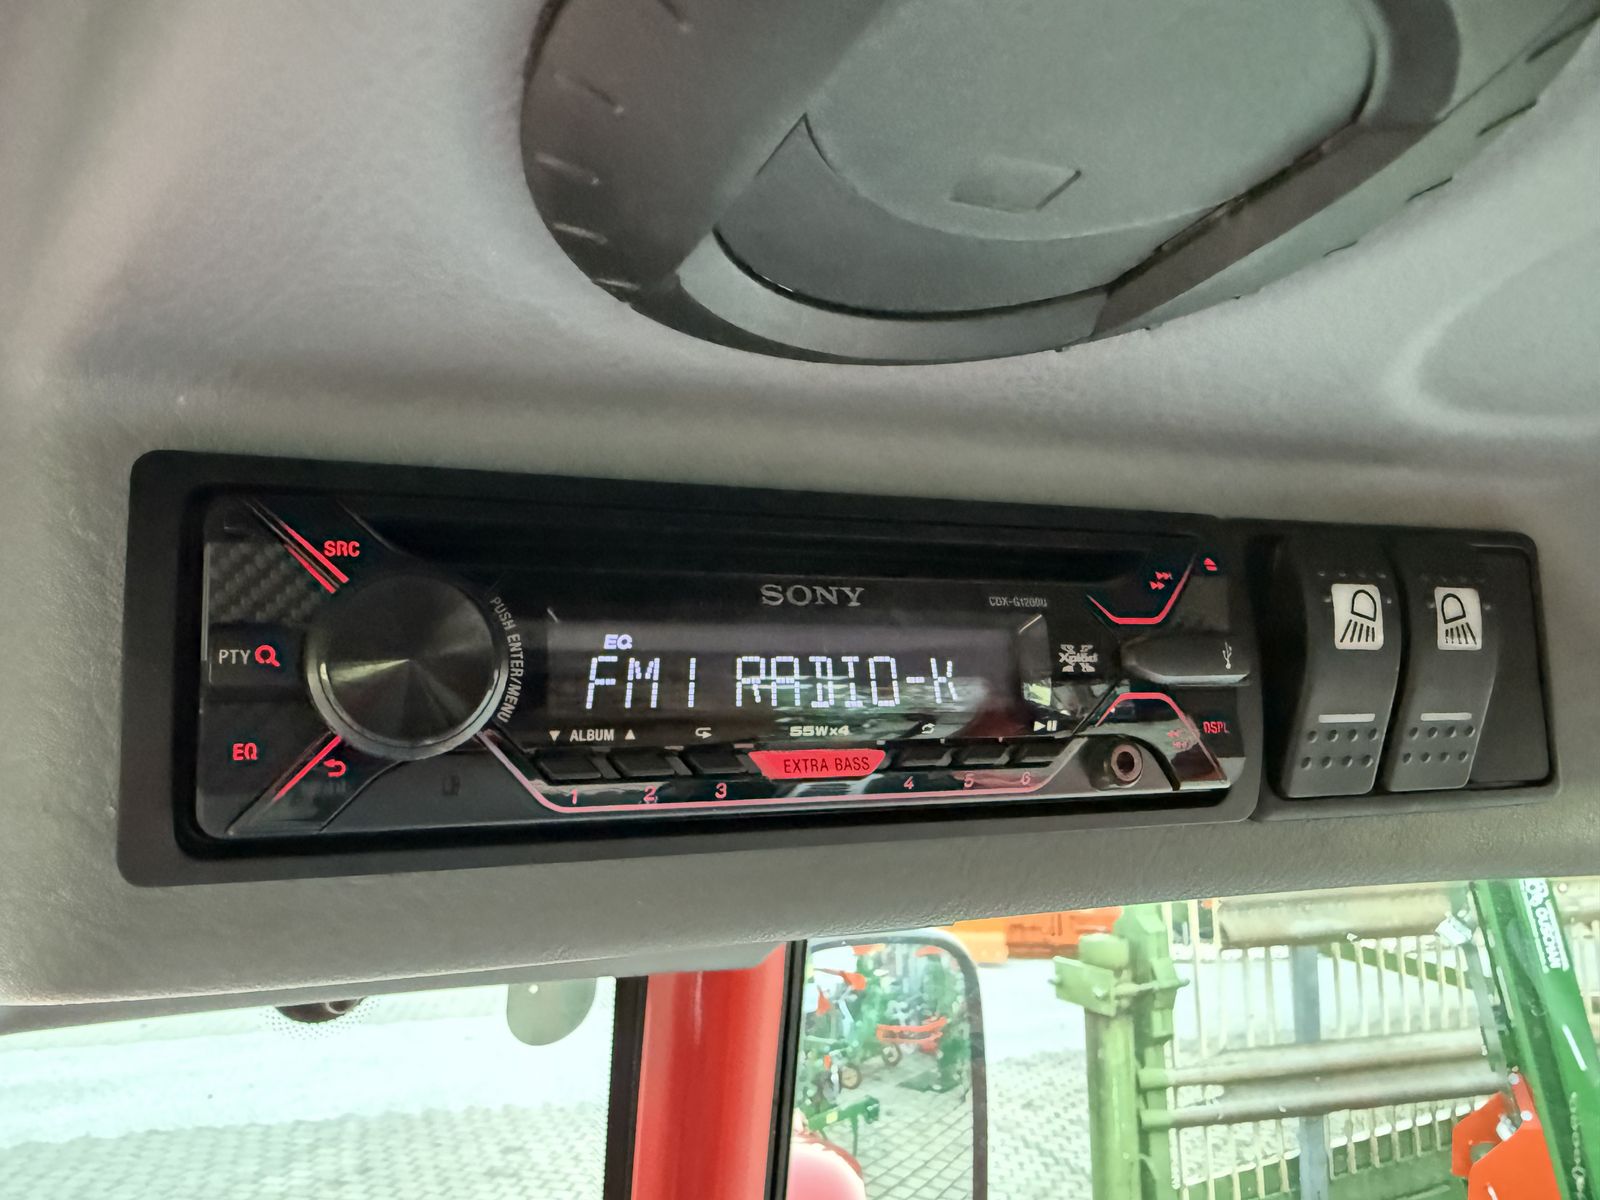 SRC
SONY
CDX-G1200U
PTY
PUSH ENTER/MENU
EQ
FM1 RADIO-K
Xplod
EQ
ALBUM
55W×4
DSPL
EXTRA BASS
1
2
3
4
5
6